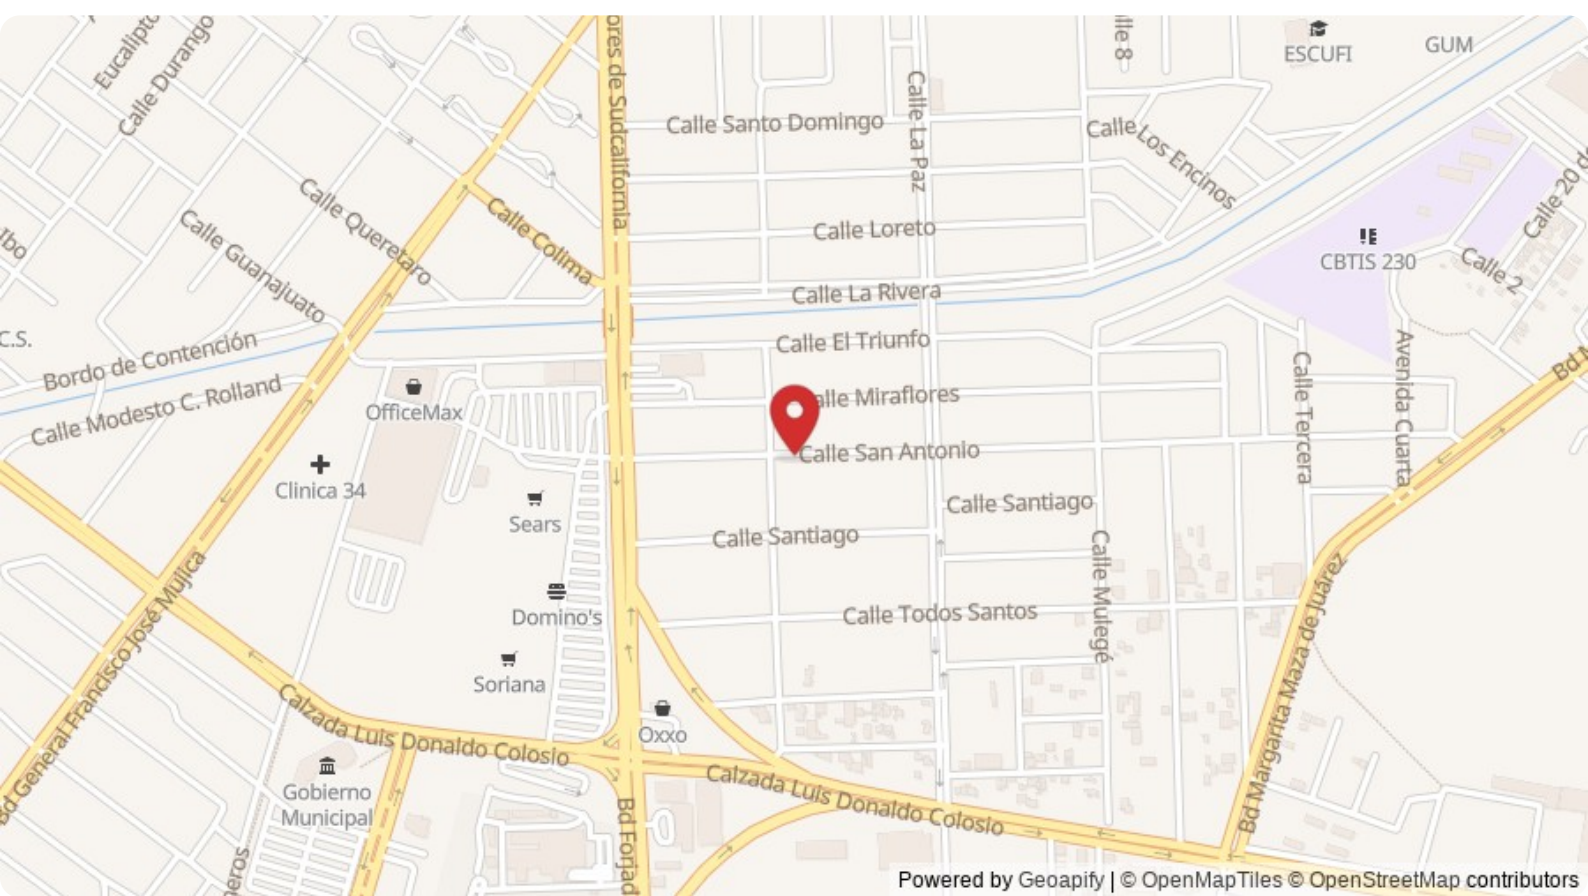 Eucalipto
Calle Durango
ores de Sudcalifornia
Calle Santo Domingo
Calle La Paz
lle 8
ESCUFI
GUM
Calle Los Encinos
Calle Queretaro
Calle Guanajuato
Calle Colima
Calle Loreto
CBTIS 230
Calle 20 de
Calle 2
Ibo
C.S.
Calle La Rivera
Bordo de Contención
Calle Modesto C. Rolland
Calle El Triunfo
OfficeMax
alle Miraflores
Calle Tercera
Avenida Cuarta
Bd M
Clinica 34
Calle San Antonio
Sears
Calle Santiago
Calle Santiago
Calle Mulegé
Domino's
Calle Todos Santos
Bd General Francisco José Mujica
Soriana
Oxxo
Bd Margarita Maza de Juárez
Calzada Luis Donaldo Colosio
Calzada Luis Donaldo Colosio
Gobierno
Municipal
Bd Forjad
neros
Powered by Geoapify | © OpenMapTiles © OpenStreetMap contributors